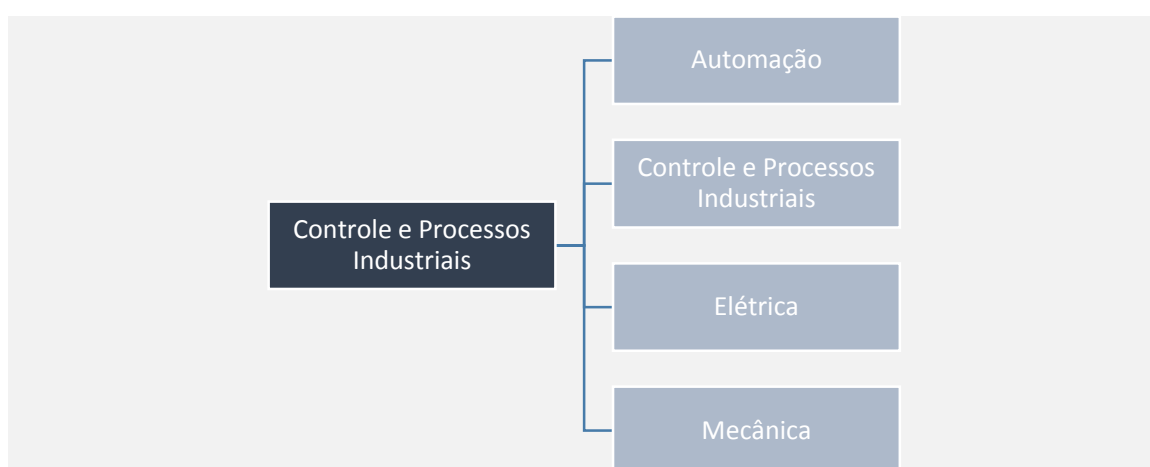 Automação
Controle e Processos
Industriais
Controle e Processos
Industriais
Elétrica
Mecânica